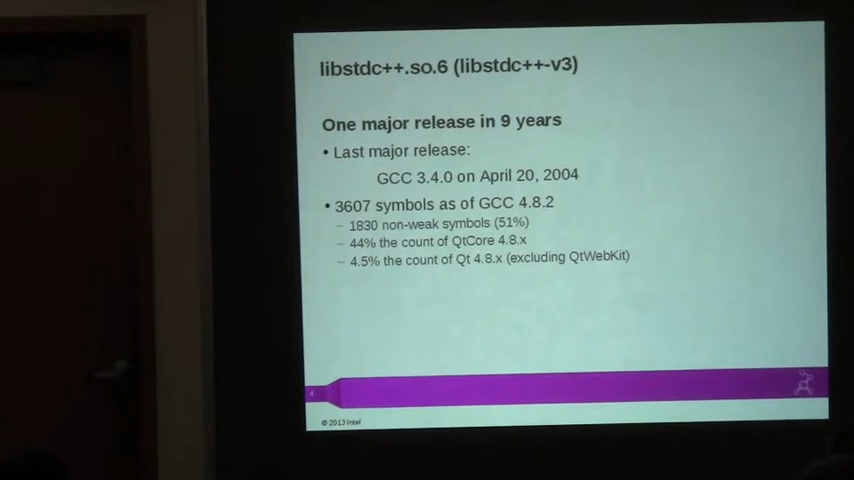 libstdc++.so.6 (libstdc++-v3)
One major release in 9 years
• Last major release:
GCC 3.4.0 on April 20, 2004
• 3607 symbols as of GCC 4.8.2
– 1830 non-weak symbols (51%)
– 44% the count of QtCore 4.8.x
– 4.5% the count of Qt 4.8.x (excluding QtWebKit)
4
© 2013 Intel